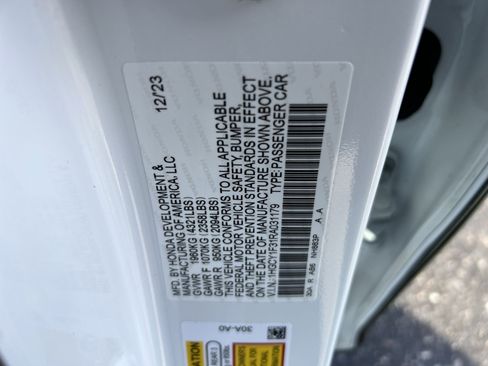 MFD. BY HONDA DEVELOPMENT & 12/23
MANUFACTURING OF AMERICA, LLC
GVWR 1960KG (4321LBS)
GAWR F 1070KG (2358LBS)
GAWR R 950KG (2094LBS)
THIS VEHICLE CONFORMS TO ALL APPLICABLE
FEDERAL MOTOR VEHICLE SAFETY, BUMPER,
AND THEFT PREVENTION STANDARDS IN EFFECT
ON THE DATE OF MANUFACTURE SHOWN ABOVE.
V.I.N.: 1HGCY1F31RA031179 TYPE: PASSENGER CAR
30A R AB6 NH883P A A
30A-A0
REAR